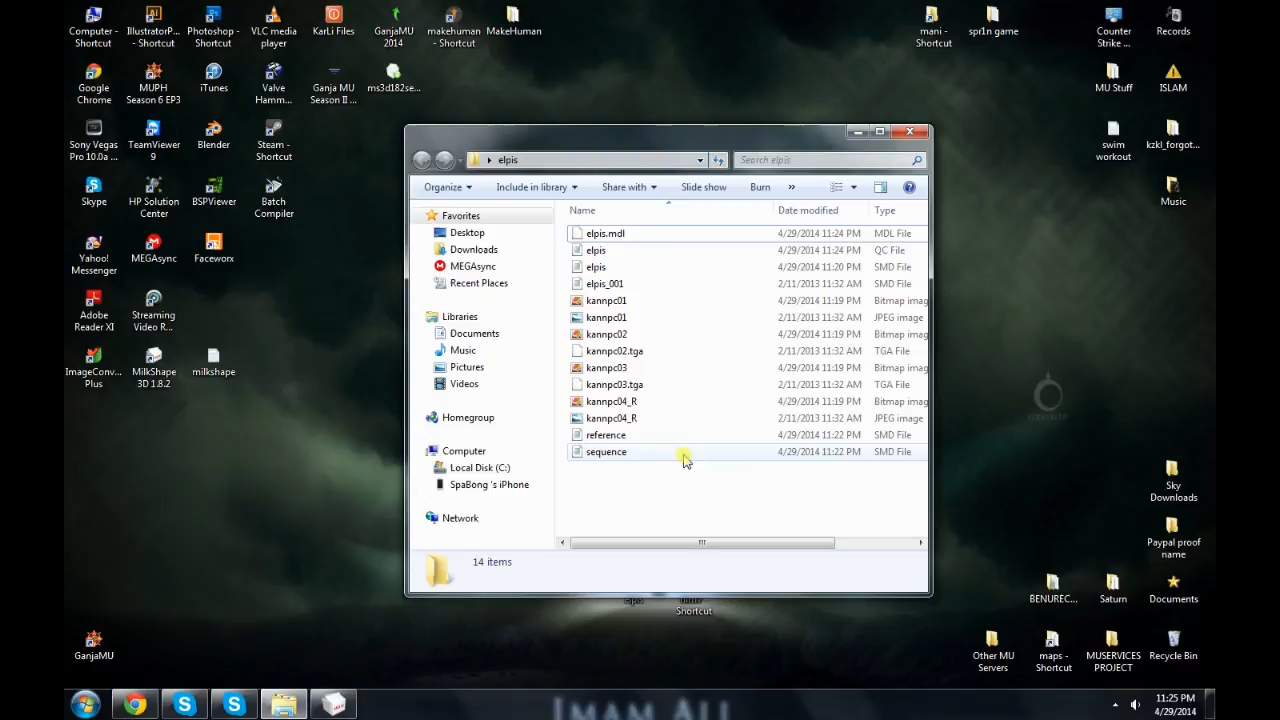 Computer - Shortcut
IllustratorP... - Shortcut
Photoshop - Shortcut
VLC media player
KarLi Files
GanjaMU 2014
makehuman - Shortcut
MakeHuman
mani - Shortcut
spr1n game
Counter Strike ...
Records
Google Chrome
MUPH Season 6 EP3
iTunes
Valve Hamm...
Ganja MU Season II ...
ms3d182se...
MU Stuff
ISLAM
Sony Vegas Pro 10.0a ...
TeamViewer 9
Blender
Steam - Shortcut
swim workout
kzkl_forgot...
Skype
HP Solution Center
BSPViewer
Batch Compiler
Music
Yahoo! Messenger
MEGAsync
Faceworx
Adobe Reader XI
Streaming Video R...
ImageConv... Plus
MilkShape 3D 1.8.2
milkshape
elpis
Search elpis
Organize
Include in library
Share with
Slide show
Burn
»
Name
Date modified
Type
Favorites
Desktop
Downloads
MEGAsync
Recent Places
Libraries
Documents
Music
Pictures
Videos
Homegroup
Computer
Local Disk (C:)
SpaBong 's iPhone
Network
elpis.mdl 4/29/2014 11:24 PM MDL File
elpis 4/29/2014 11:24 PM QC File
elpis 4/29/2014 11:20 PM SMD File
elpis_001 2/11/2013 11:32 AM SMD File
kannpc01 4/29/2014 11:19 PM Bitmap imag
kannpc01 2/11/2013 11:32 AM JPEG image
kannpc02 4/29/2014 11:19 PM Bitmap imag
kannpc02.tga 2/11/2013 11:32 AM TGA File
kannpc03 4/29/2014 11:19 PM Bitmap imag
kannpc03.tga 2/11/2013 11:32 AM TGA File
kannpc04_R 4/29/2014 11:19 PM Bitmap imag
kannpc04_R 2/11/2013 11:32 AM JPEG image
reference 4/29/2014 11:22 PM SMD File
sequence 4/29/2014 11:22 PM SMD File
14 items
Shortcut
Sky Downloads
Paypal proof name
BENUREC...
Saturn
Documents
GanjaMU
Other MU Servers
maps - Shortcut
MUSERVICES PROJECT
Recycle Bin
IMAM ALI
11:25 PM
4/29/2014